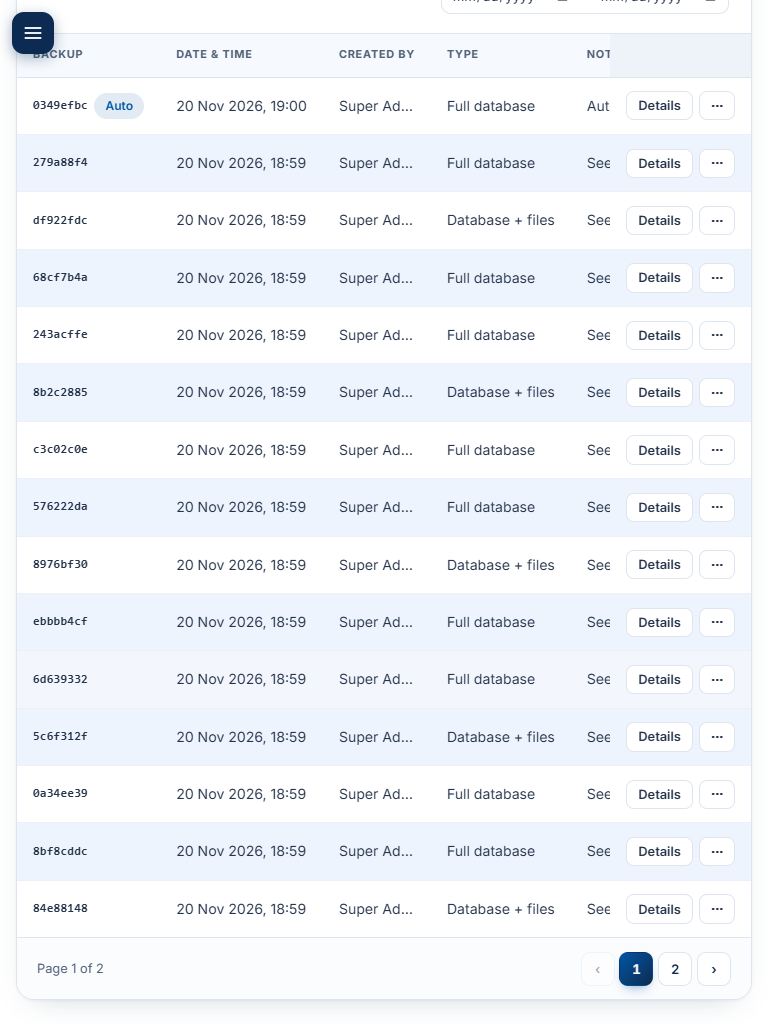 BACKUP DATE & TIME CREATED BY TYPE NOT
0349efbc Auto 20 Nov 2026, 19:00 Super Ad... Full database Aut Details ...
279a88f4 20 Nov 2026, 18:59 Super Ad... Full database See Details ...
df922fdc 20 Nov 2026, 18:59 Super Ad... Database + files See Details ...
68cf7b4a 20 Nov 2026, 18:59 Super Ad... Full database See Details ...
243acffe 20 Nov 2026, 18:59 Super Ad... Full database See Details ...
8b2c2885 20 Nov 2026, 18:59 Super Ad... Database + files See Details ...
c3c02c0e 20 Nov 2026, 18:59 Super Ad... Full database See Details ...
576222da 20 Nov 2026, 18:59 Super Ad... Full database See Details ...
8976bf30 20 Nov 2026, 18:59 Super Ad... Database + files See Details ...
ebbbb4cf 20 Nov 2026, 18:59 Super Ad... Full database See Details ...
6d639332 20 Nov 2026, 18:59 Super Ad... Full database See Details ...
5c6f312f 20 Nov 2026, 18:59 Super Ad... Database + files See Details ...
0a34ee39 20 Nov 2026, 18:59 Super Ad... Full database See Details ...
8bf8cddc 20 Nov 2026, 18:59 Super Ad... Full database See Details ...
84e88148 20 Nov 2026, 18:59 Super Ad... Database + files See Details ...
Page 1 of 2 ‹ 1 2 ›